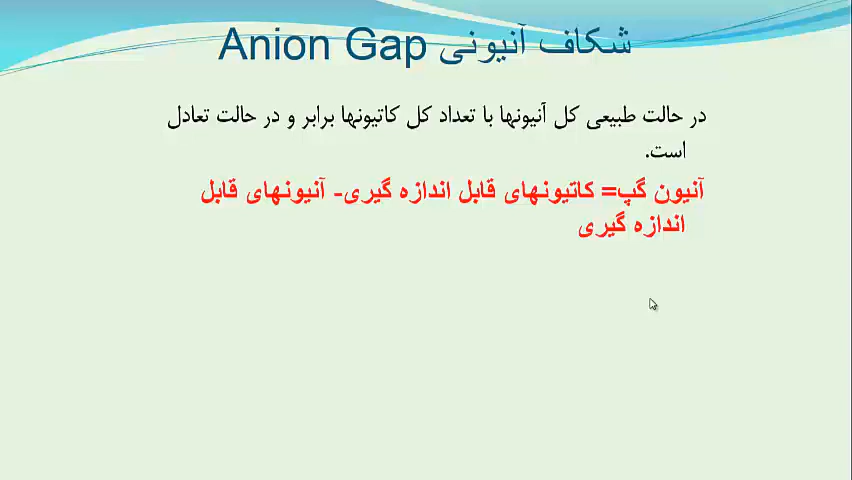 شکاف آنیونی Anion Gap
در حالت طبیعی کل آنیونها با تعداد کل کاتیونها برابر و در حالت تعادل
است.
آنیون گپ= کاتیونهای قابل اندازه گیری- آنیونهای قابل
اندازه گیری